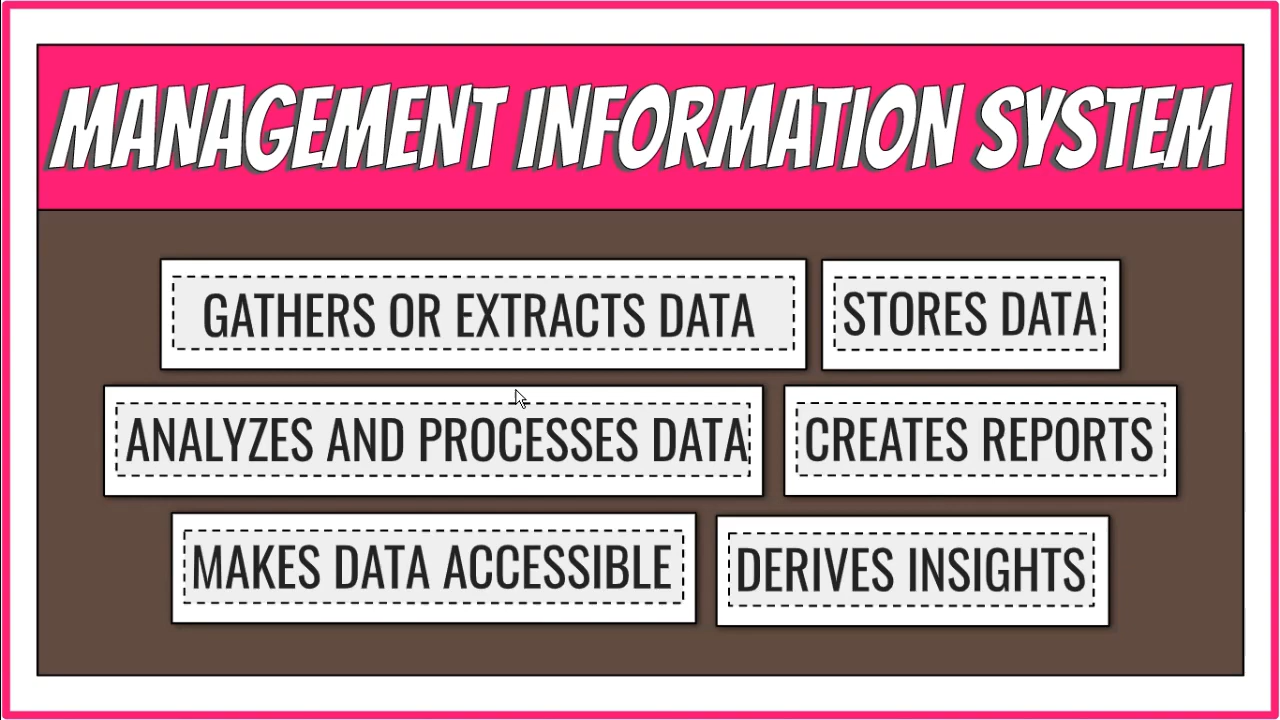 MANAGEMENT INFORMATION SYSTEM
GATHERS OR EXTRACTS DATA
STORES DATA
ANALYZES AND PROCESSES DATA
CREATES REPORTS
MAKES DATA ACCESSIBLE
DERIVES INSIGHTS